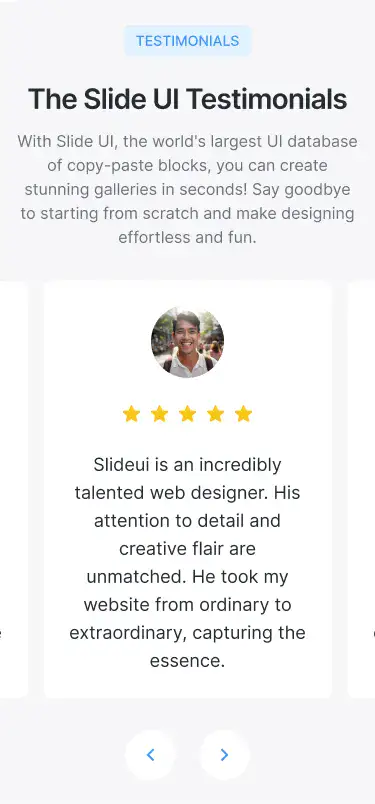 TESTIMONIALS
The Slide UI Testimonials
With Slide UI, the world's largest UI database
of copy-paste blocks, you can create
stunning galleries in seconds! Say goodbye
to starting from scratch and make designing
effortless and fun.
Slideui is an incredibly
talented web designer. His
attention to detail and
creative flair are
unmatched. He took my
website from ordinary to
extraordinary, capturing the
essence.